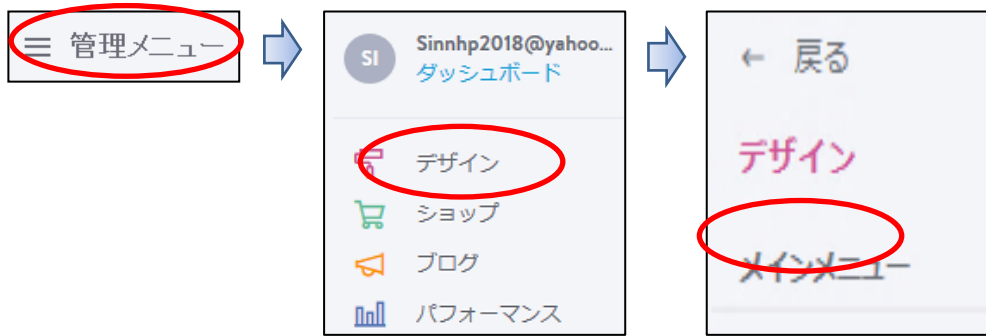 管理メニュー
SI
Sinnhp2018@yahoo...
ダッシュボード
デザイン
ショップ
ブログ
パフォーマンス
← 戻る
デザイン
メインメニュー